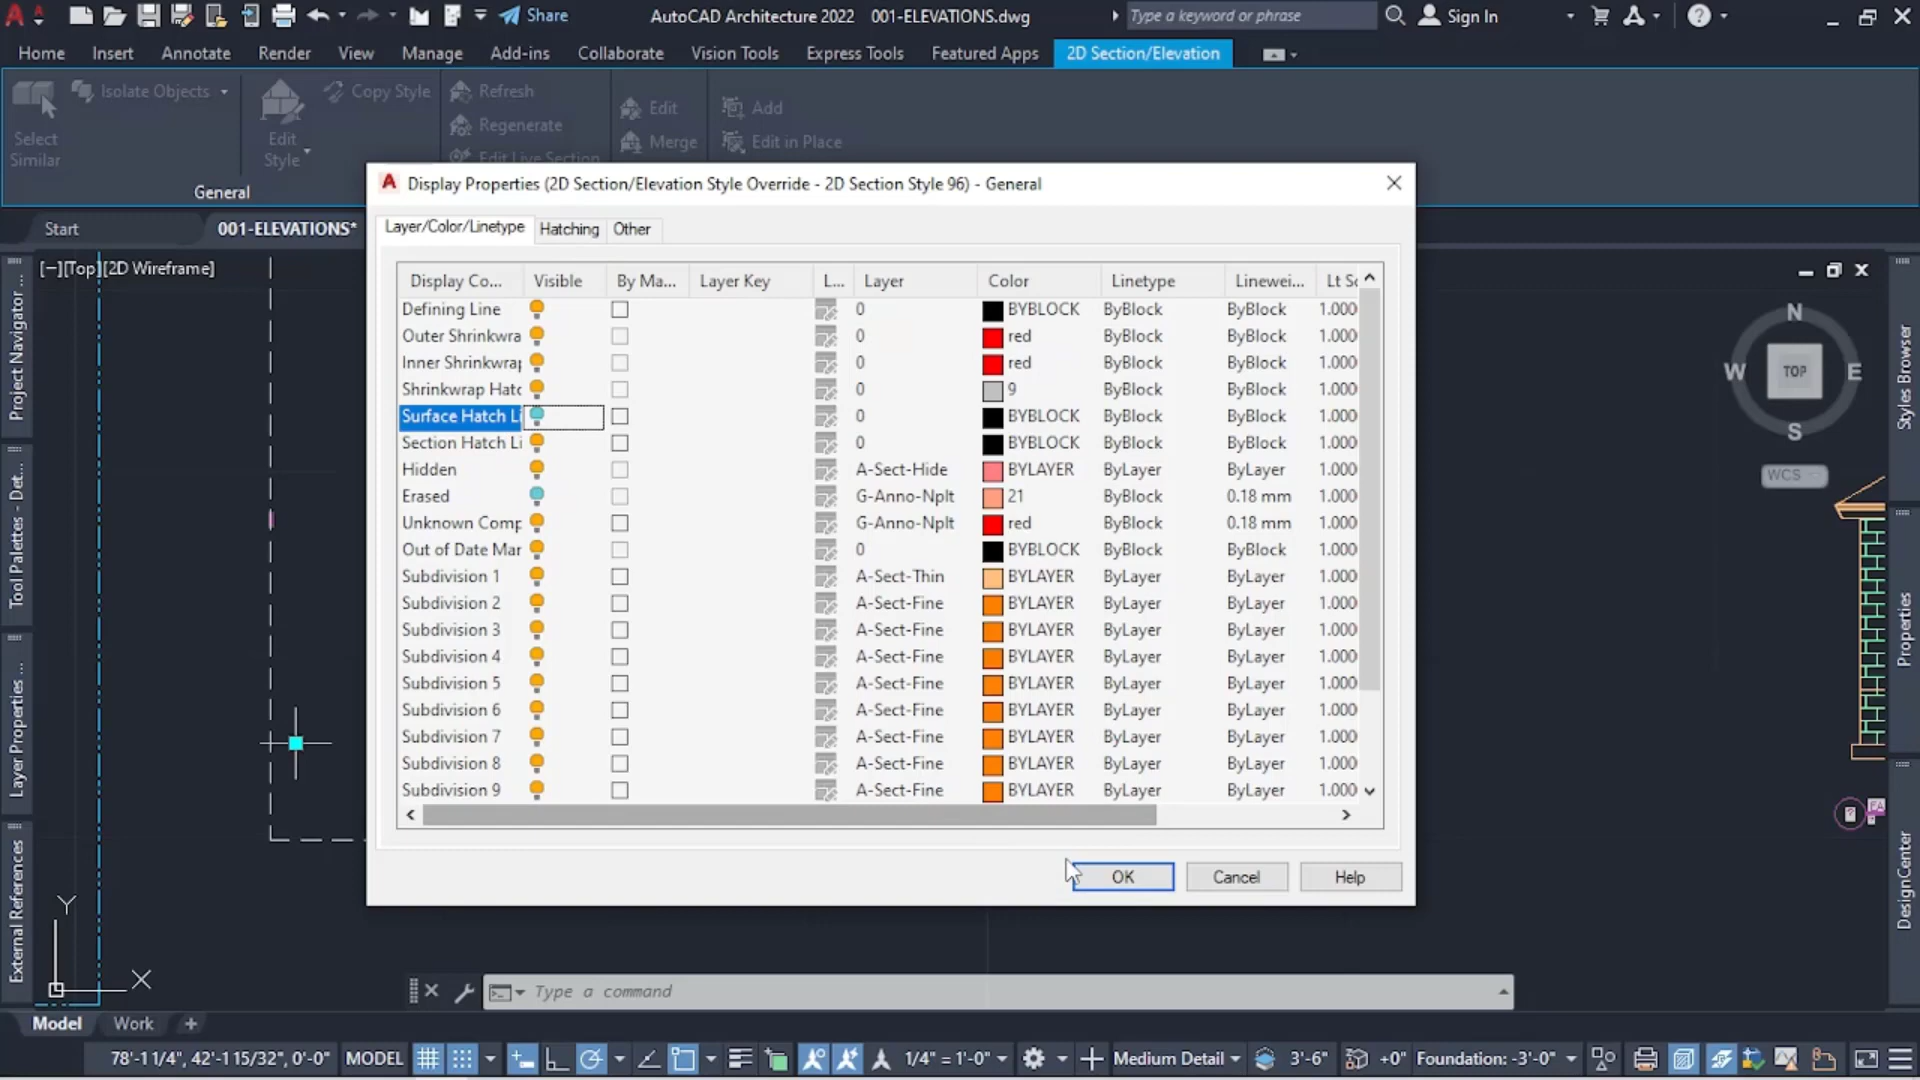 Share
AutoCAD Architecture 2022 001-ELEVATIONS.dwg
Type a keyword or phrase
Sign In
Home Insert Annotate Render View Manage Add-ins Collaborate Vision Tools Express Tools Featured Apps 2D Section/Elevation
Select Similar
Isolate Objects
Edit Style
Copy Style
Refresh
Regenerate
Edit Live Section
Edit
Merge
Add
Edit in Place
General
Start 001-ELEVATIONS*
[−][Top][2D Wireframe]
Display Properties (2D Section/Elevation Style Override - 2D Section Style 96) - General
Layer/Color/Linetype Hatching Other
Display Co... Visible By Ma... Layer Key L... Layer Color Linetype Linewei... Lt Sc
Defining Line 0 BYBLOCK ByBlock ByBlock 1.000
Outer Shrinkwra 0 red ByBlock ByBlock 1.000
Inner Shrinkwrap 0 red ByBlock ByBlock 1.000
Shrinkwrap Hatc 0 9 ByBlock ByBlock 1.000
Surface Hatch Li 0 BYBLOCK ByBlock ByBlock 1.000
Section Hatch Li 0 BYBLOCK ByBlock ByBlock 1.000
Hidden A-Sect-Hide BYLAYER ByLayer ByLayer 1.000
Erased G-Anno-Nplt 21 ByBlock 0.18 mm 1.000
Unknown Comp G-Anno-Nplt red ByBlock 0.18 mm 1.000
Out of Date Mar 0 BYBLOCK ByBlock ByBlock 1.000
Subdivision 1 A-Sect-Thin BYLAYER ByLayer ByLayer 1.000
Subdivision 2 A-Sect-Fine BYLAYER ByLayer ByLayer 1.000
Subdivision 3 A-Sect-Fine BYLAYER ByLayer ByLayer 1.000
Subdivision 4 A-Sect-Fine BYLAYER ByLayer ByLayer 1.000
Subdivision 5 A-Sect-Fine BYLAYER ByLayer ByLayer 1.000
Subdivision 6 A-Sect-Fine BYLAYER ByLayer ByLayer 1.000
Subdivision 7 A-Sect-Fine BYLAYER ByLayer ByLayer 1.000
Subdivision 8 A-Sect-Fine BYLAYER ByLayer ByLayer 1.000
Subdivision 9 A-Sect-Fine BYLAYER ByLayer ByLayer 1.000
OK Cancel Help
Project Navigator ...
Tool Palettes - Det...
Layer Properties ...
External References
N
W TOP E
S
WCS
Styles Browser
Properties
DesignCenter
Y
X
Type a command
Model Work +
78'-1 1/4", 42'-1 15/32", 0'-0" MODEL 1/4" = 1'-0" Medium Detail 3'-6" +0" Foundation: -3'-0"